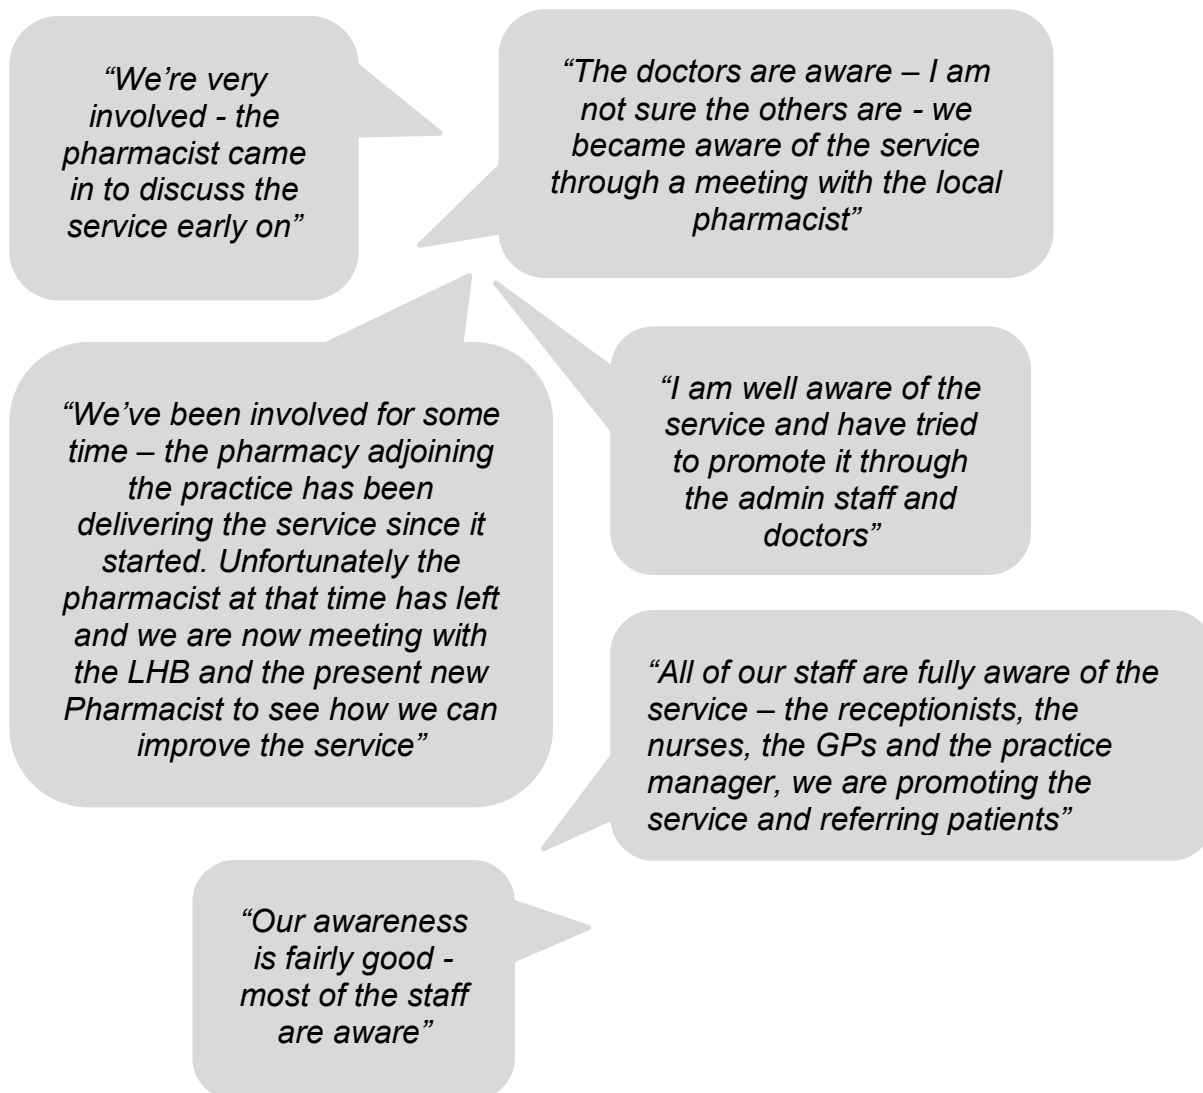 “We’re very
involved - the
pharmacist came
in to discuss the
service early on”
“The doctors are aware – I am
not sure the others are - we
became aware of the service
through a meeting with the local
pharmacist”
“We’ve been involved for some
time – the pharmacy adjoining
the practice has been
delivering the service since it
started. Unfortunately the
pharmacist at that time has left
and we are now meeting with
the LHB and the present new
Pharmacist to see how we can
improve the service”
“I am well aware of the
service and have tried
to promote it through
the admin staff and
doctors”
“All of our staff are fully aware of the
service – the receptionists, the
nurses, the GPs and the practice
manager, we are promoting the
service and referring patients”
“Our awareness
is fairly good -
most of the staff
are aware”